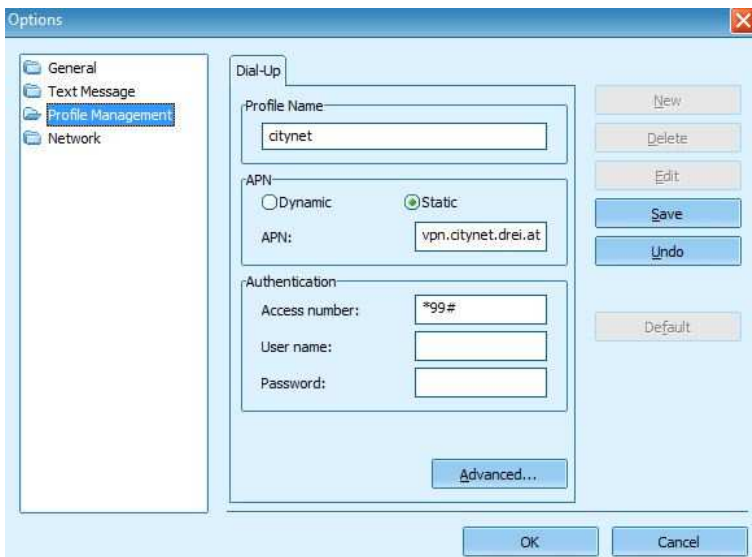 Options
General
Text Message
Profile Management
Network
Dial-Up
Profile Name
citynet
APN
Dynamic
Static
APN:
vpn.citynet.drei.at
Authentication
Access number:
*99#
User name:
Password:
Advanced...
New
Delete
Edit
Save
Undo
Default
OK
Cancel